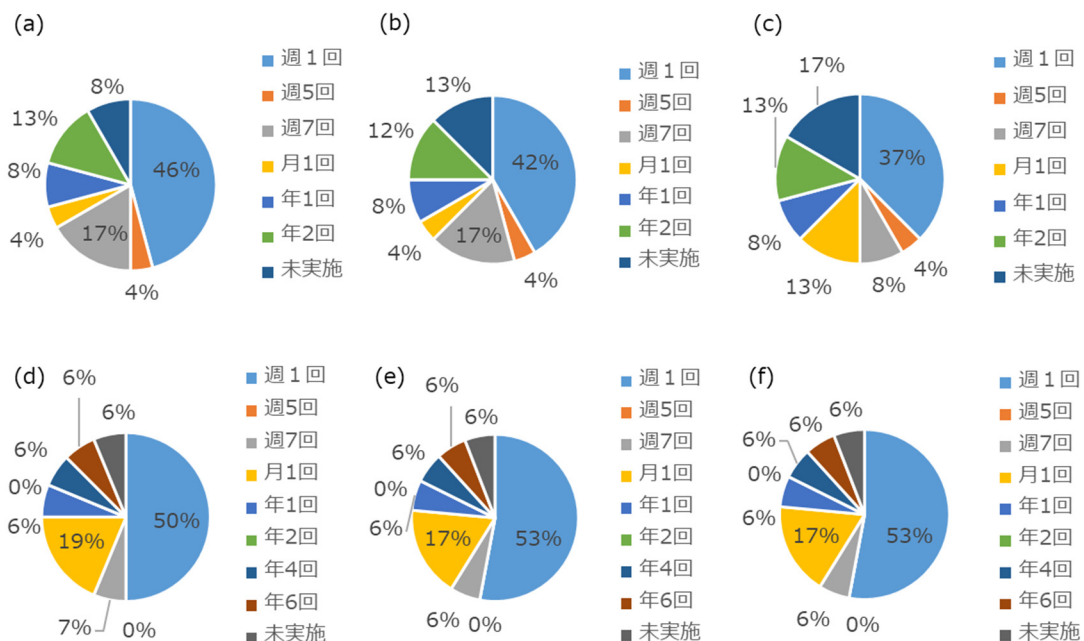 (a)
8%
13%
8%
4%
17%
4%
46%
週１回
週5回
週7回
月1回
年1回
年2回
未実施
(b)
13%
12%
8%
4%
17%
4%
42%
週１回
週5回
週7回
月1回
年1回
年2回
未実施
(c)
17%
13%
8%
13%
8%
4%
37%
週１回
週5回
週7回
月1回
年1回
年2回
未実施
(d)
6%
6%
6%
0%
6%
19%
7%
0%
50%
週１回
週5回
週7回
月1回
年1回
年2回
年4回
年6回
未実施
(e)
6%
6%
6%
0%
6%
17%
6%
0%
53%
週１回
週5回
週7回
月1回
年1回
年2回
年4回
年6回
未実施
(f)
6%
6%
6%
0%
6%
17%
6%
0%
53%
週１回
週5回
週7回
月1回
年1回
年2回
年4回
年6回
未実施